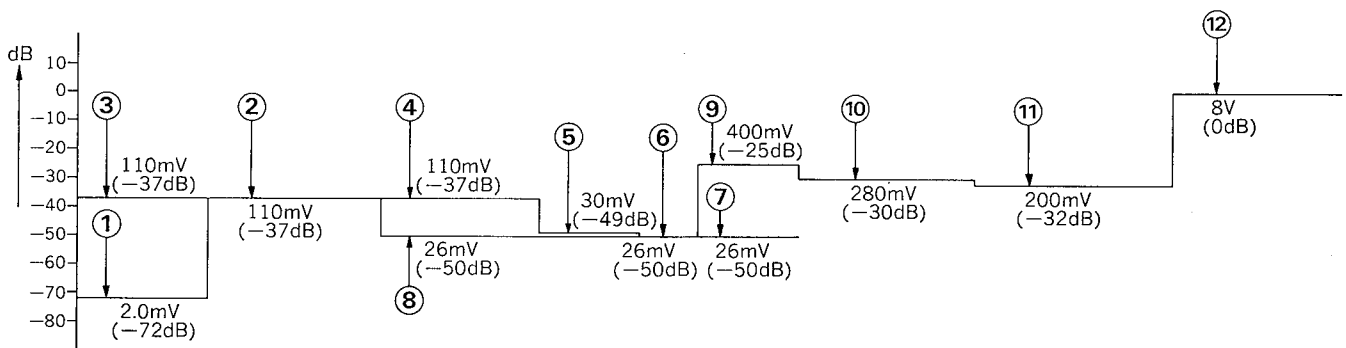 ⑫
dB
10
0
③
②
④
⑨
⑩
⑪
8V
(0dB)
−10
⑤
⑥
400mV
(−25dB)
−20
110mV
(−37dB)
110mV
(−37dB)
−30
30mV
(−49dB)
⑦
280mV
(−30dB)
200mV
(−32dB)
−40
①
110mV
(−37dB)
−50
26mV
(−50dB)
26mV
(−50dB)
26mV
(−50dB)
−60
−70
⑧
2.0mV
(−72dB)
−80